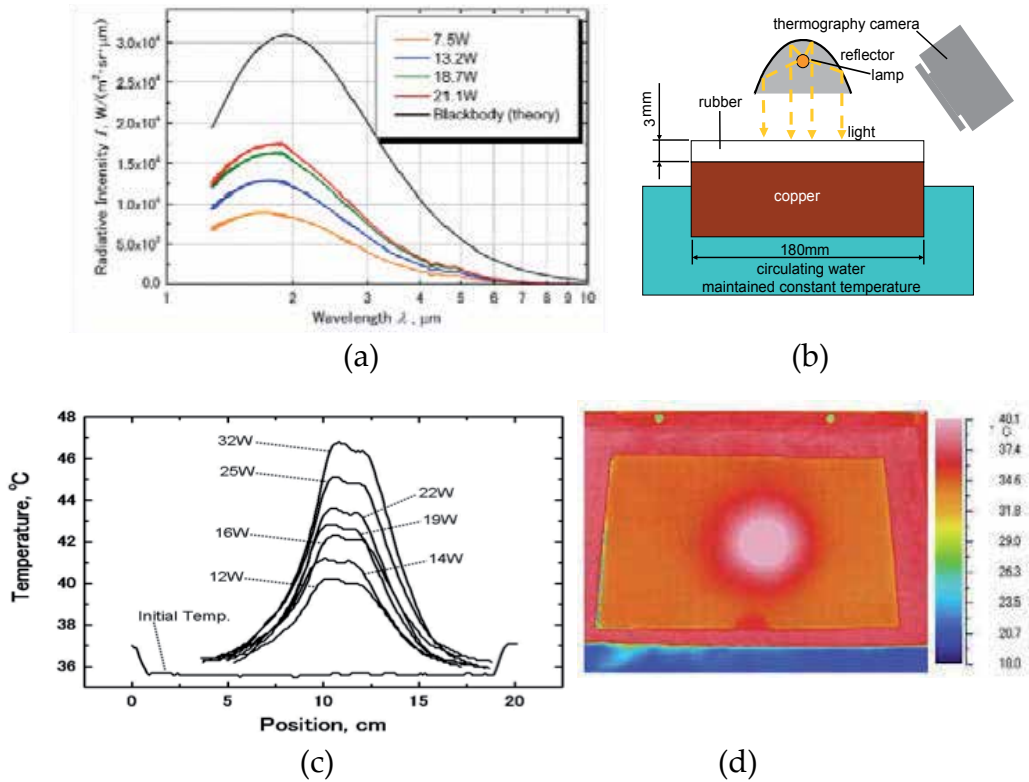 3.0x10⁴
2.5x10⁴
2.0x10⁴
1.5x10⁴
1.0x10⁴
5.0x10³
0.0
Radiative Intensity I, W/(m²·sr·μm)
7.5W
13.2W
18.7W
21.1W
Blackbody (theory)
1 2 3 4 5 6 7 8 9 10
Wavelength λ, μm
(a)
thermography camera
reflector
lamp
rubber
3mm
light
copper
180mm
circulating water
maintained constant temperature
(b)
48
46
44
42
40
38
36
Temperature, °C
32W
25W
22W
19W
16W
14W
12W
Initial Temp.
0 5 10 15 20
Position, cm
(c)
40.1
°C
37.4
34.6
31.8
29.0
26.3
23.5
20.7
18.0
(d)